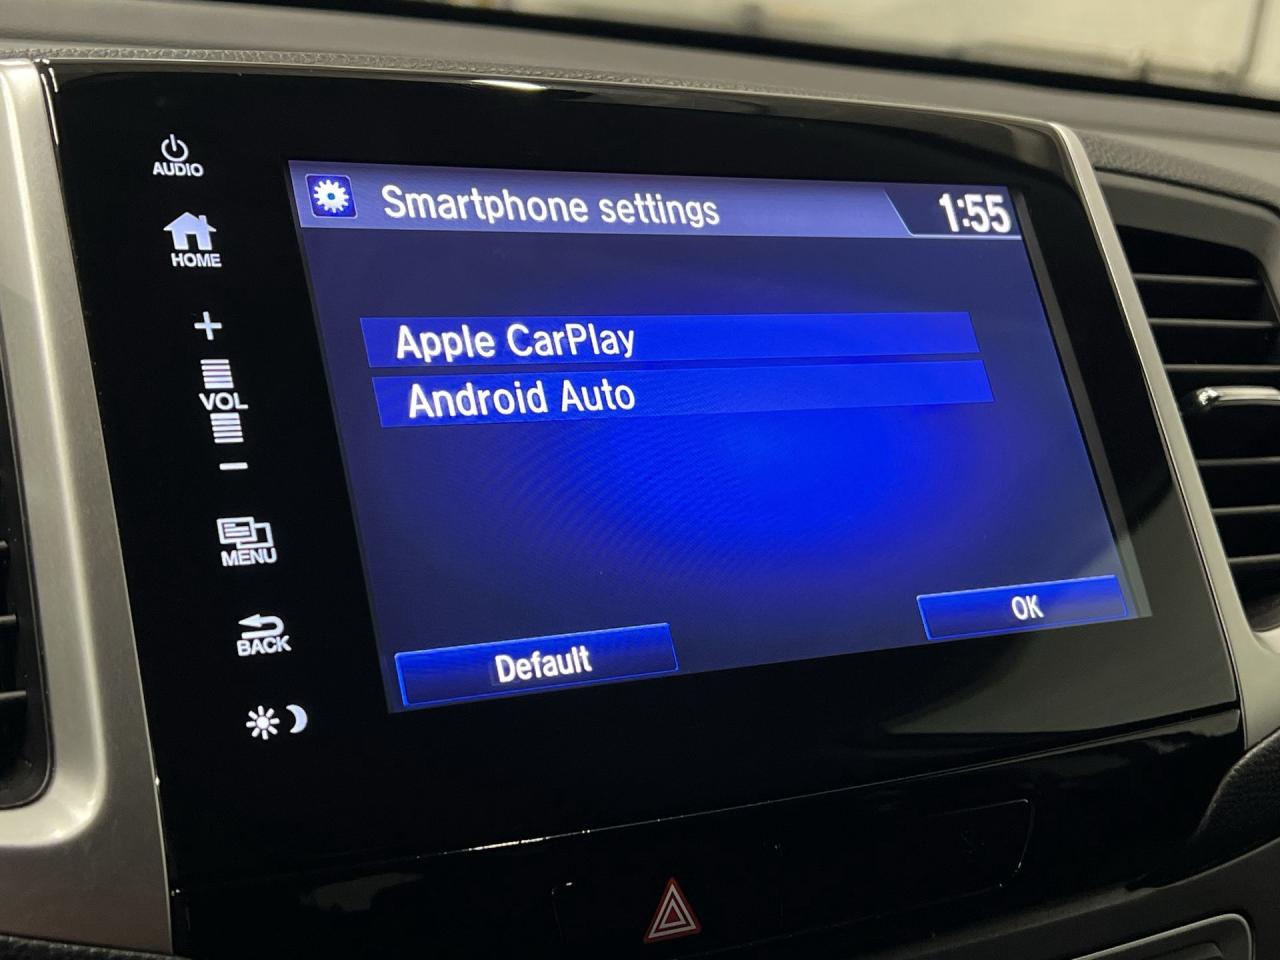 AUDIO
HOME
+
VOL
−
MENU
BACK
Smartphone settings
1:55
Apple CarPlay
Android Auto
Default
OK